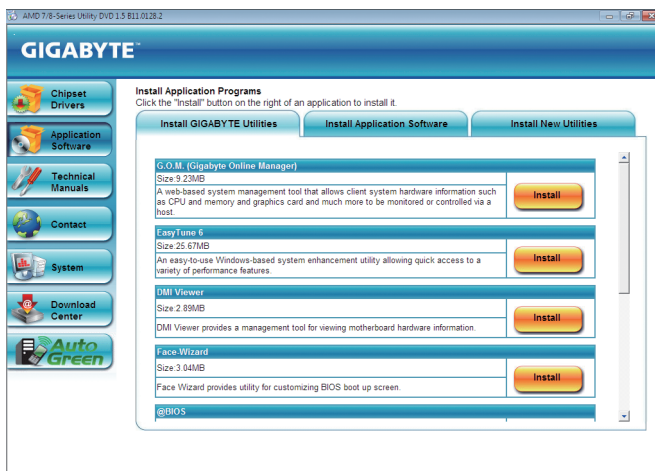 AMD 7/8-Series Utility DVD 1.5 B11.0128.2
GIGABYTE™
Chipset
Drivers
Application
Software
Technical
Manuals
Contact
System
Download
Center
Auto
Green
Install Application Programs
Click the "Install" button on the right of an application to install it.
Install GIGABYTE Utilities
Install Application Software
Install New Utilities
G.O.M. (Gigabyte Online Manager)
Size:9.23MB
A web-based system management tool that allows client system hardware information such
as CPU and memory and graphics card and much more to be monitored or controlled via a
host.
Install
EasyTune 6
Size:25.67MB
An easy-to-use Windows-based system enhancement utility allowing quick access to a
variety of performance features.
Install
DMI Viewer
Size:2.89MB
DMI Viewer provides a management tool for viewing motherboard hardware information.
Install
Face-Wizard
Size:3.04MB
Face Wizard provides utility for customizing BIOS boot up screen.
Install
@BIOS